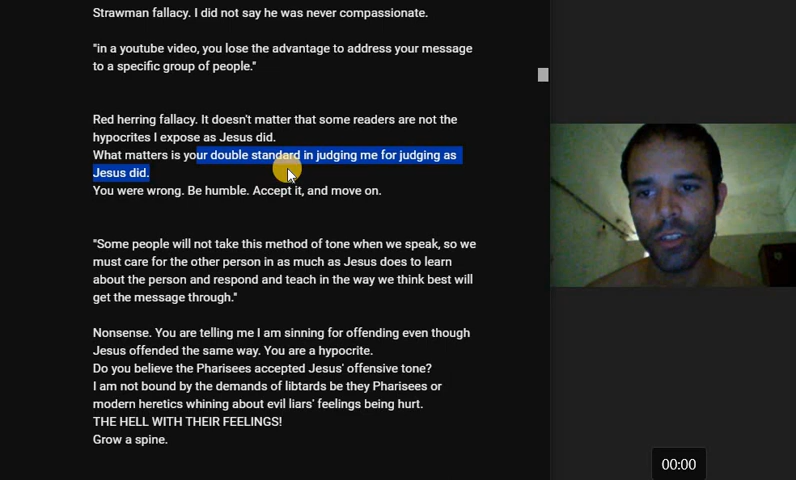 Strawman fallacy. I did not say he was never compassionate.
"in a youtube video, you lose the advantage to address your message
to a specific group of people."
Red herring fallacy. It doesn't matter that some readers are not the
hypocrites I expose as Jesus did.
What matters is your double standard in judging me for judging as
Jesus did.
You were wrong. Be humble. Accept it, and move on.
"Some people will not take this method of tone when we speak, so we
must care for the other person in as much as Jesus does to learn
about the person and respond and teach in the way we think best will
get the message through."
Nonsense. You are telling me I am sinning for offending even though
Jesus offended the same way. You are a hypocrite.
Do you believe the Pharisees accepted Jesus' offensive tone?
I am not bound by the demands of libtards be they Pharisees or
modern heretics whining about evil liars' feelings being hurt.
THE HELL WITH THEIR FEELINGS!
Grow a spine.
00:00